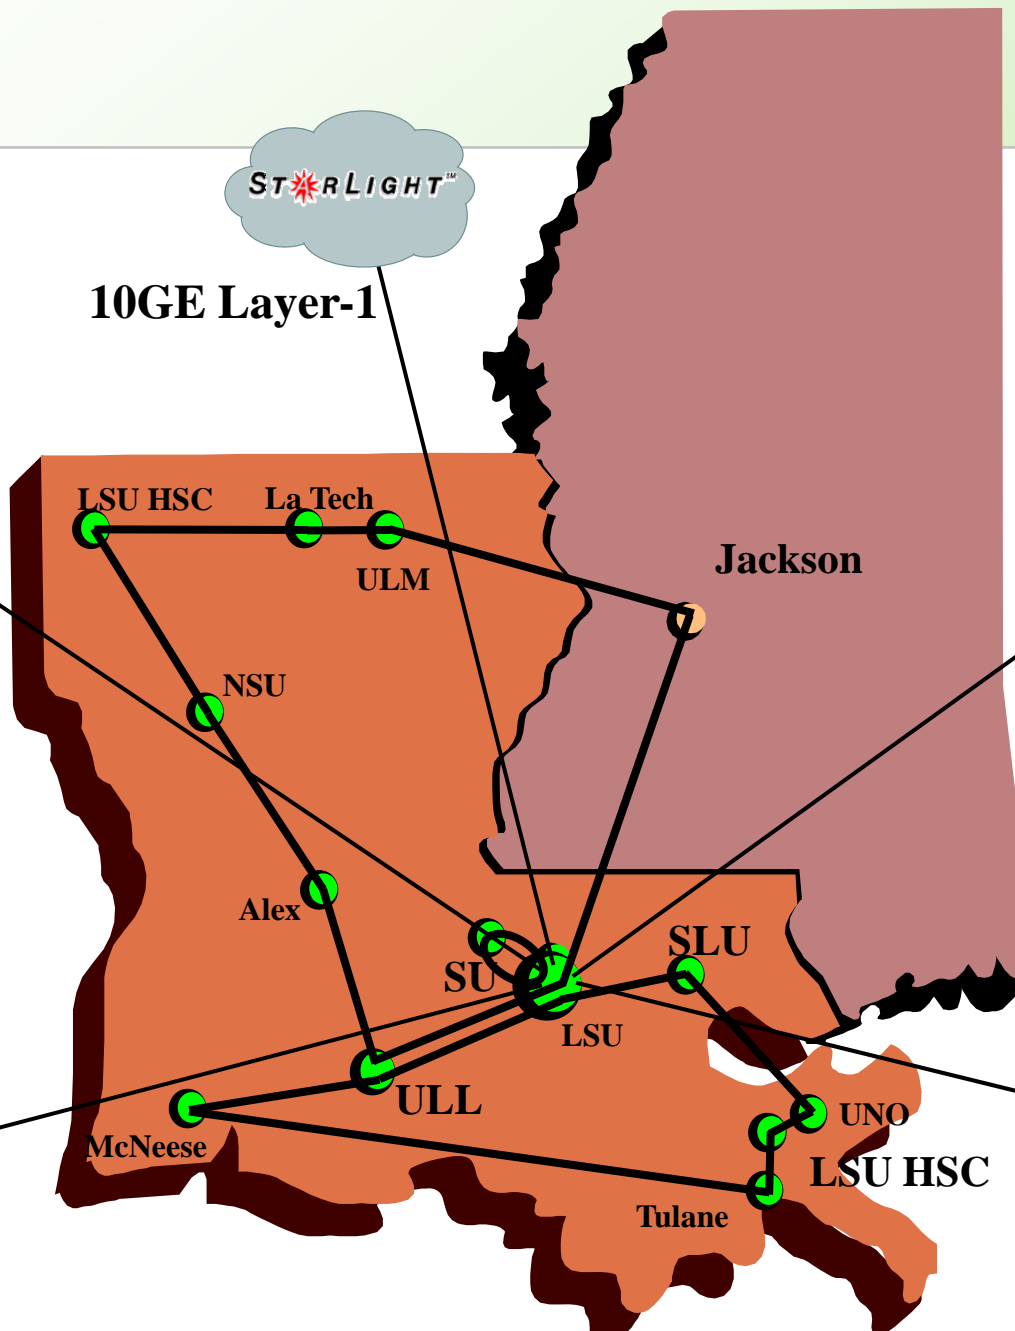 STARLIGHT™
10GE Layer-1
LSU HSC
La Tech
ULM
Jackson
NSU
Alex
SU
SLU
LSU
ULL
UNO
McNeese
LSU HSC
Tulane